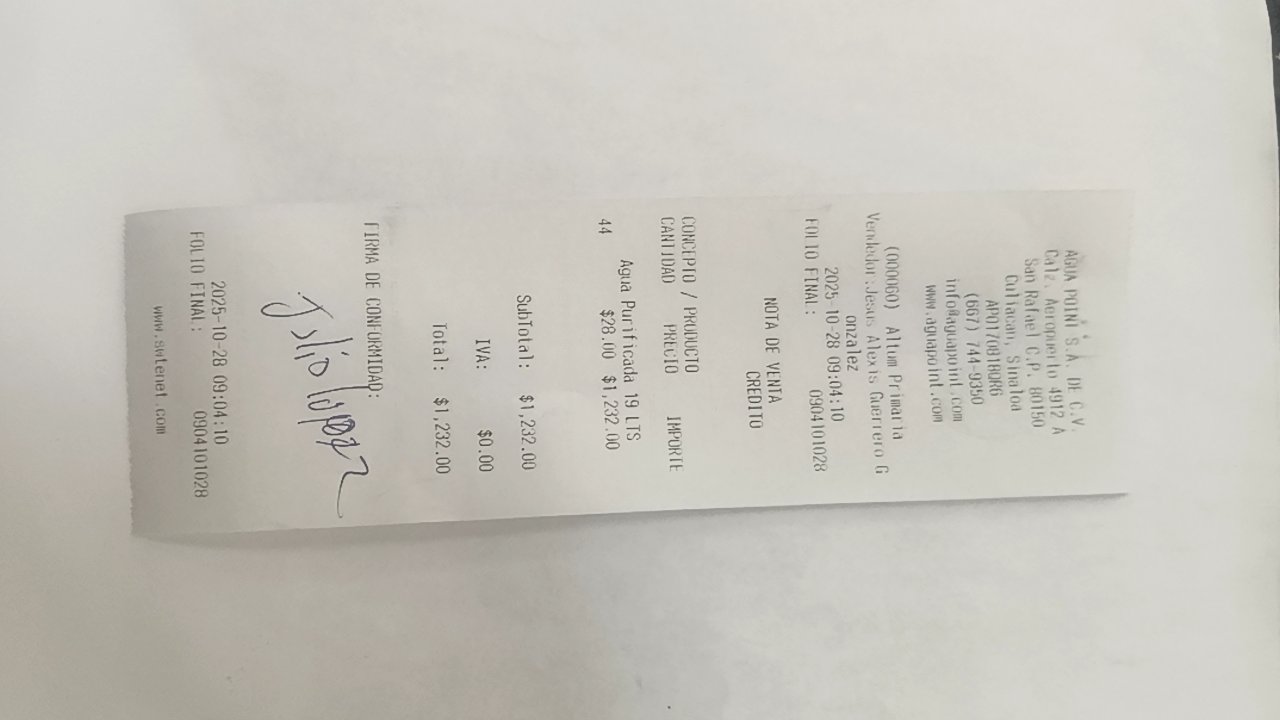 AGUA POINT S.A. DE C.V.
Calz. Aeropuerto 4912 A
San Rafael C.P. 80150
Culiacan, Sinaloa
APO170818QR6
(667) 744-9350
info@aguapoint.com
www.aguapoint.com
(000060) Altum Primaria
Vendedor:Jesus Alexis Guerrero G
onzalez
2025-10-28 09:04:10
FOLIO FINAL: 0904101028
NOTA DE VENTA
CREDITO
CONCEPTO / PRODUCTO
CANTIDAD PRECIO IMPORTE
Agua Purificada 19 LTS
44 $28.00 $1,232.00
SubTotal: $1,232.00
IVA: $0.00
Total: $1,232.00
FIRMA DE CONFORMIDAD:
2025-10-28 09:04:10
FOLIO FINAL: 0904101028
www.swtenet.com